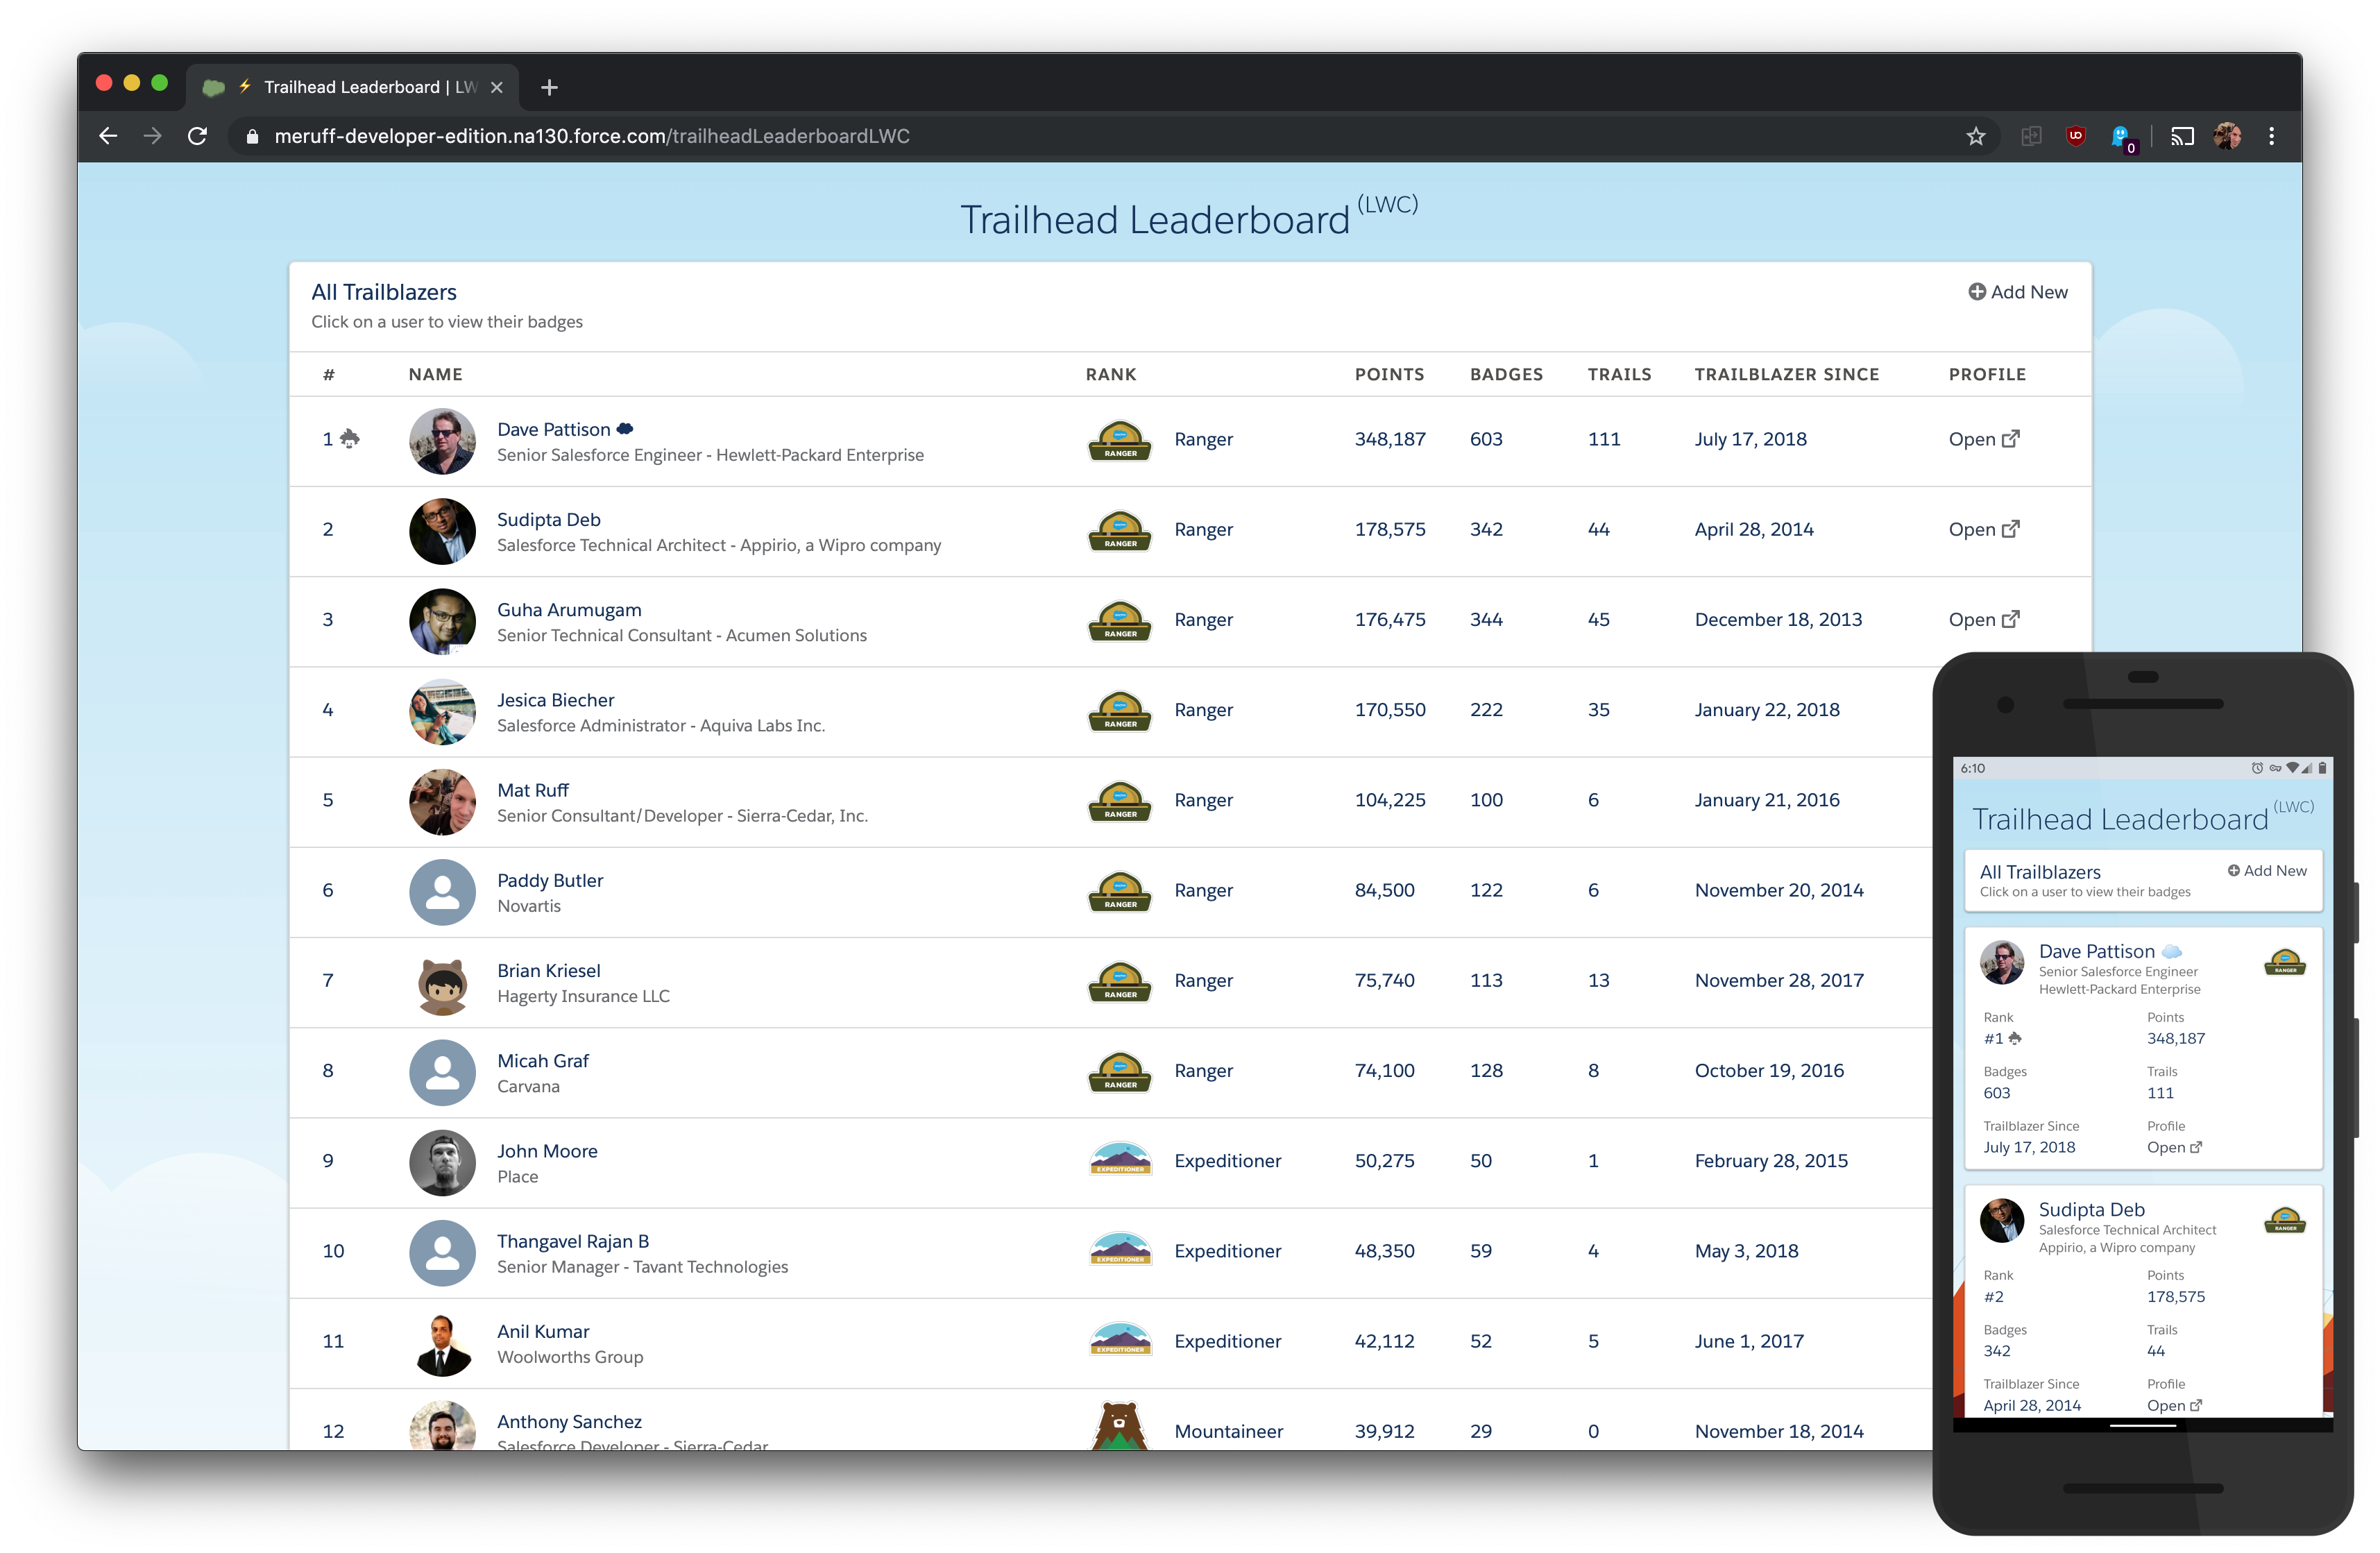 Trailhead Leaderboard | LW
meruff-developer-edition.na130.force.com/trailheadLeaderboardLWC
0
Trailhead Leaderboard (LWC)
All Trailblazers
Add New
Click on a user to view their badges
# NAME RANK POINTS BADGES TRAILS TRAILBLAZER SINCE PROFILE
1 Dave Pattison RANGER Ranger 348,187 603 111 July 17, 2018 Open
Senior Salesforce Engineer - Hewlett-Packard Enterprise
2 Sudipta Deb RANGER Ranger 178,575 342 44 April 28, 2014 Open
Salesforce Technical Architect - Appirio, a Wipro company
3 Guha Arumugam RANGER Ranger 176,475 344 45 December 18, 2013 Open
Senior Technical Consultant - Acumen Solutions
4 Jesica Biecher RANGER Ranger 170,550 222 35 January 22, 2018
Salesforce Administrator - Aquiva Labs Inc.
5 Mat Ruff RANGER Ranger 104,225 100 6 January 21, 2016
Senior Consultant/Developer - Sierra-Cedar, Inc.
6 Paddy Butler RANGER Ranger 84,500 122 6 November 20, 2014
Novartis
7 Brian Kriesel RANGER Ranger 75,740 113 13 November 28, 2017
Hagerty Insurance LLC
8 Micah Graf RANGER Ranger 74,100 128 8 October 19, 2016
Carvana
9 John Moore EXPEDITIONER Expeditioner 50,275 50 1 February 28, 2015
Place
10 Thangavel Rajan B EXPEDITIONER Expeditioner 48,350 59 4 May 3, 2018
Senior Manager - Tavant Technologies
11 Anil Kumar EXPEDITIONER Expeditioner 42,112 52 5 June 1, 2017
Woolworths Group
12 Anthony Sanchez Mountaineer 39,912 29 0 November 18, 2014
Salesforce Developer - Sierra-Cedar
6:10
Trailhead Leaderboard (LWC)
All Trailblazers
Add New
Click on a user to view their badges
Dave Pattison
Senior Salesforce Engineer
Hewlett-Packard Enterprise
RANGER
Rank Points
#1 348,187
Badges Trails
603 111
Trailblazer Since Profile
July 17, 2018 Open
Sudipta Deb
Salesforce Technical Architect
Appirio, a Wipro company
RANGER
Rank Points
#2 178,575
Badges Trails
342 44
Trailblazer Since Profile
April 28, 2014 Open